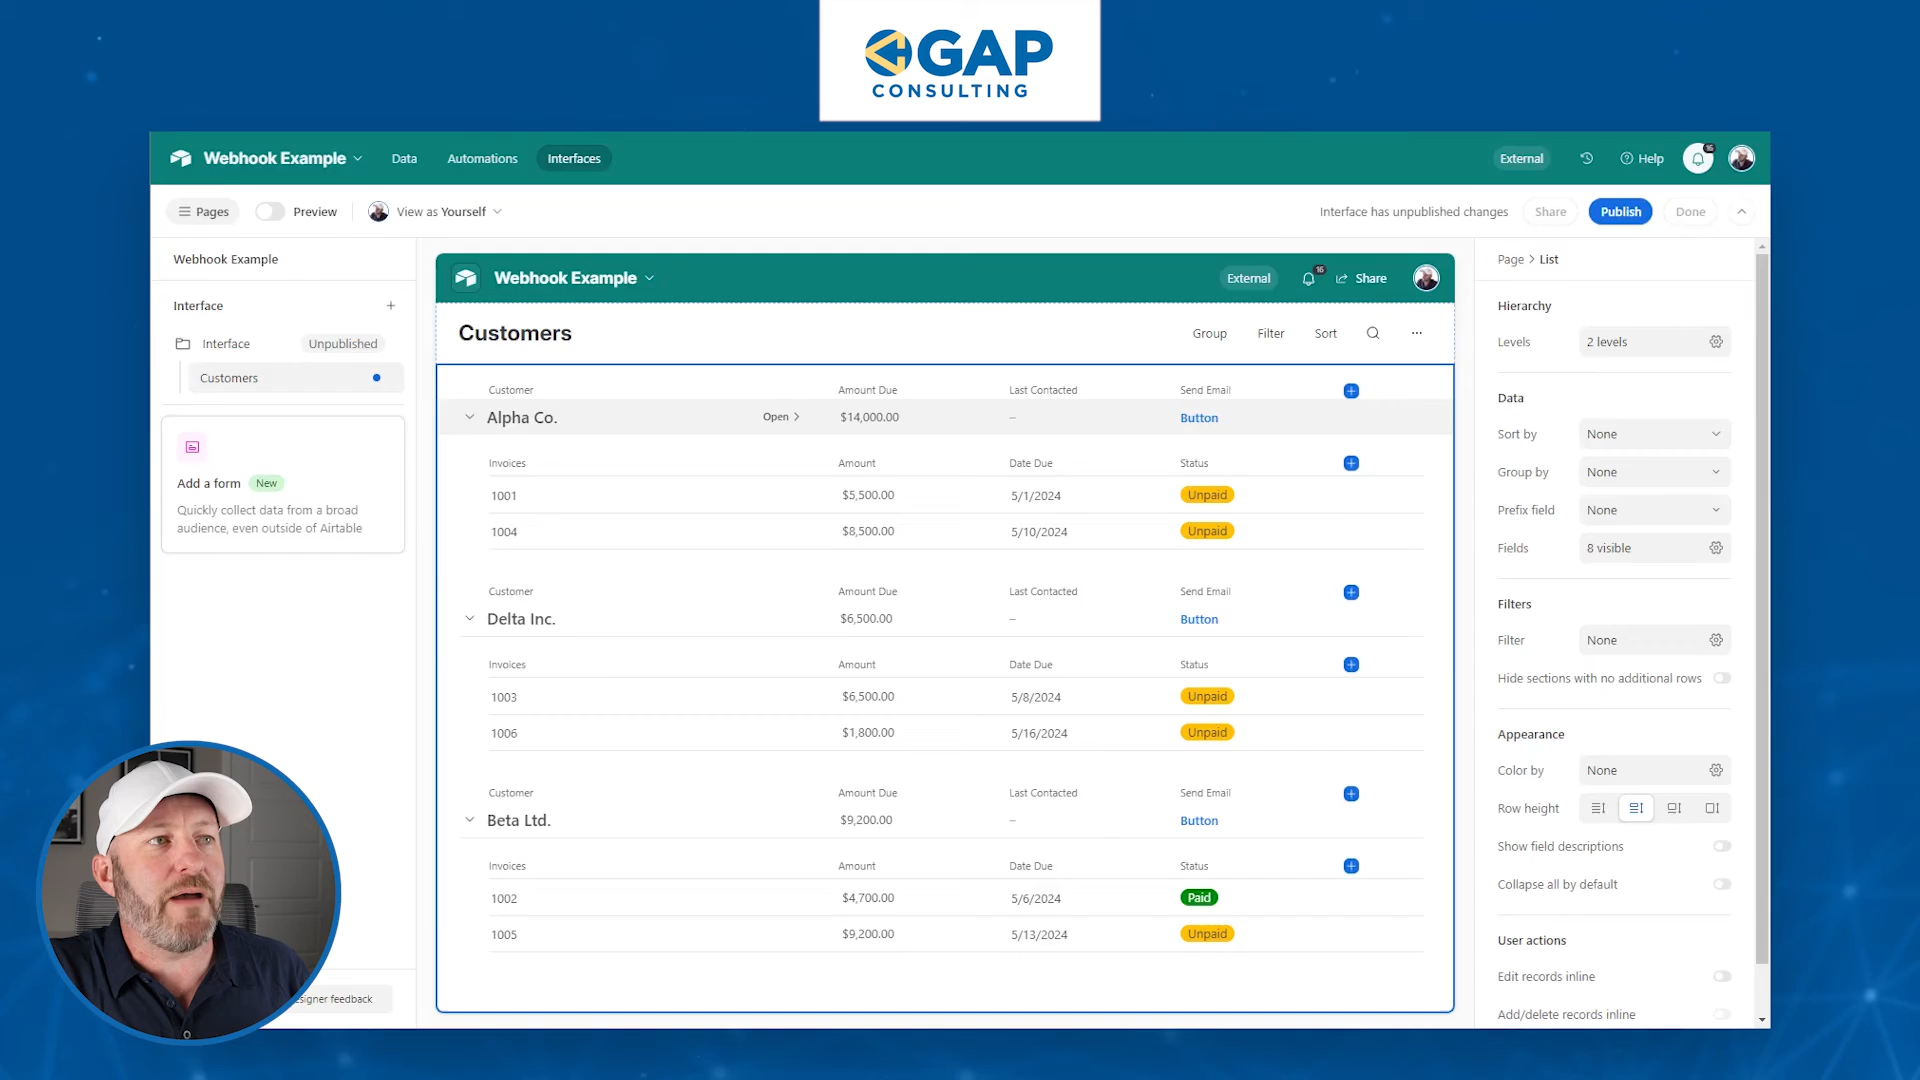 GAP
CONSULTING
Webhook Example
Data
Automations
Interfaces
External
Help
16
Pages
Preview
View as Yourself
Interface has unpublished changes
Share
Publish
Done
Webhook Example
Interface
Interface
Unpublished
Customers
Add a form
New
Quickly collect data from a broad
audience, even outside of Airtable
signer feedback
Webhook Example
External
16
Share
Customers
Group
Filter
Sort
Customer
Amount Due
Last Contacted
Send Email
Alpha Co.
Open
$14,000.00
–
Button
Invoices
Amount
Date Due
Status
1001
$5,500.00
5/1/2024
Unpaid
1004
$8,500.00
5/10/2024
Unpaid
Customer
Amount Due
Last Contacted
Send Email
Delta Inc.
$6,500.00
–
Button
Invoices
Amount
Date Due
Status
1003
$6,500.00
5/8/2024
Unpaid
1006
$1,800.00
5/16/2024
Unpaid
Customer
Amount Due
Last Contacted
Send Email
Beta Ltd.
$9,200.00
–
Button
Invoices
Amount
Date Due
Status
1002
$4,700.00
5/6/2024
Paid
1005
$9,200.00
5/13/2024
Unpaid
Page > List
Hierarchy
Levels
2 levels
Data
Sort by
None
Group by
None
Prefix field
None
Fields
8 visible
Filters
Filter
None
Hide sections with no additional rows
Appearance
Color by
None
Row height
Show field descriptions
Collapse all by default
User actions
Edit records inline
Add/delete records inline